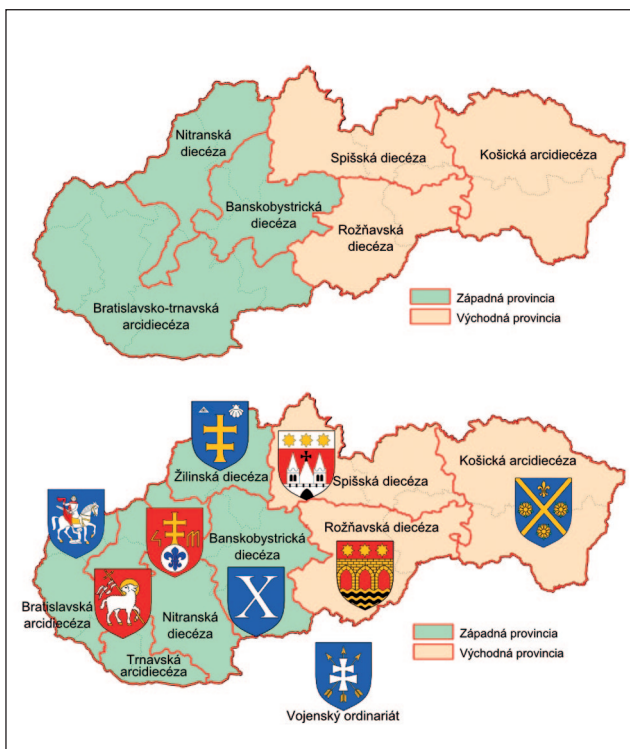 Nitranská
diecéza
Spišská diecéza
Košická arcidiecéza
Banskobystrická
diecéza
Rožňavská
diecéza
Bratislavsko-trnavská
arcidiecéza
Západná provincia
Východná provincia
Žilinská diecéza
Košická arcidiecéza
Spišská diecéza
Banskobystrická
diecéza
Rožňavská diecéza
X
Bratislavská
arcidiecéza
Nitranská
diecéza
Trnavská
arcidiecéza
Západná provincia
Východná provincia
Vojenský ordinariát